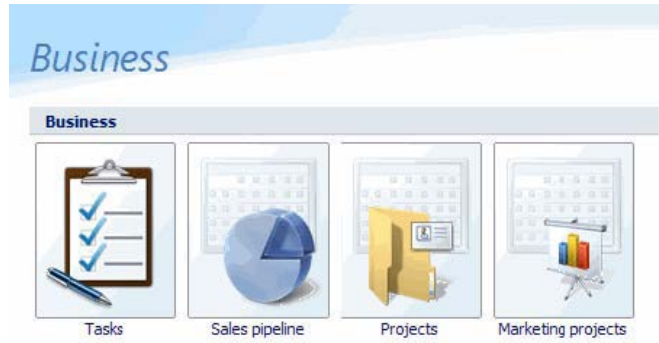 Business
Business
Tasks
Sales pipeline
Projects
Marketing projects